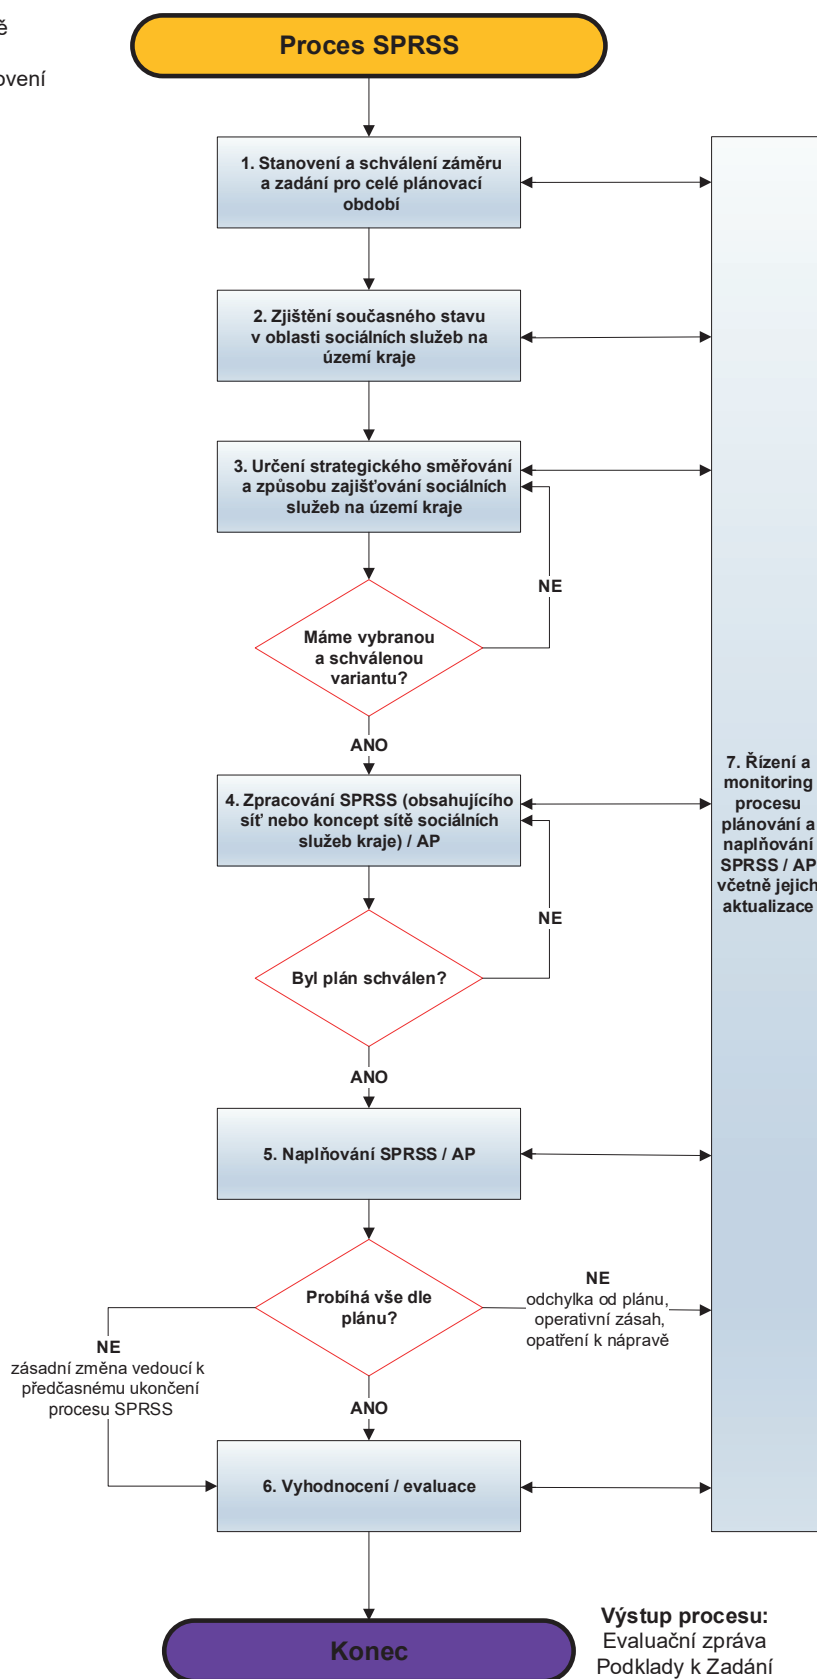 ě
ovení
Proces SPRSS
1. Stanovení a schválení záměru
a zadání pro celé plánovací
období
2. Zjištění současného stavu
v oblasti sociálních služeb na
území kraje
3. Určení strategického směřování
a způsobu zajišťování sociálních
služeb na území kraje
NE
Máme vybranou
a schválenou
variantu?
ANO
4. Zpracování SPRSS (obsahujícího
síť nebo koncept sítě sociálních
služeb kraje) / AP
NE
Byl plán schválen?
ANO
5. Naplňování SPRSS / AP
Probíhá vše dle
plánu?
NE
odchylka od plánu,
operativní zásah,
opatření k nápravě
NE
zásadní změna vedoucí k
předčasnému ukončení
procesu SPRSS
ANO
6. Vyhodnocení / evaluace
7. Řízení a
monitoring
procesu
plánování a
naplňování
SPRSS / AP
včetně jejich
aktualizace
Konec
Výstup procesu:
Evaluační zpráva
Podklady k Zadání